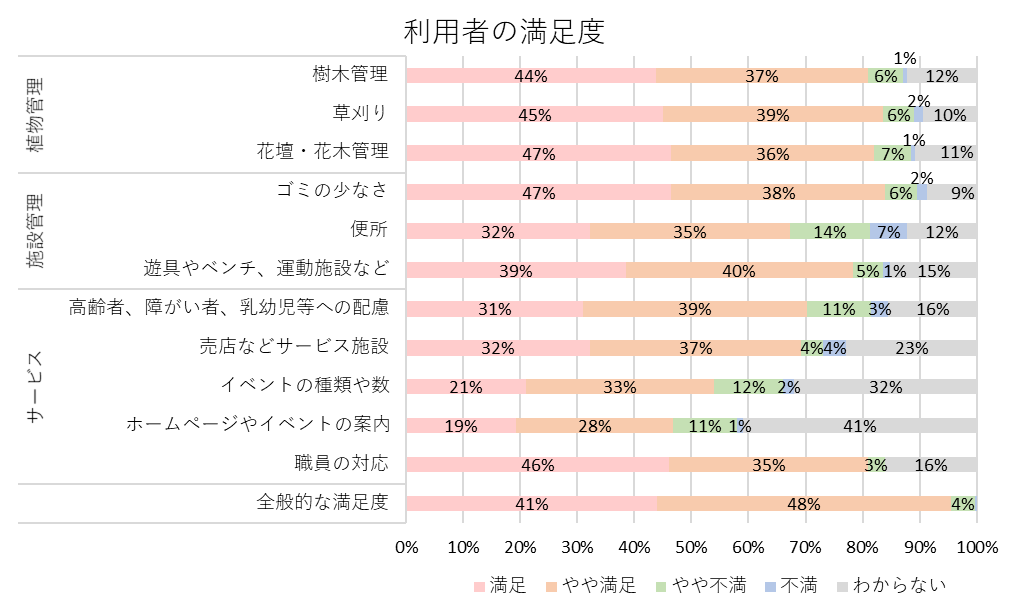 利用者の満足度
植物管理
樹木管理 44% 37% 6% 1% 12%
草刈り 45% 39% 6% 2% 10%
花壇・花木管理 47% 36% 7% 1% 11%
施設管理
ゴミの少なさ 47% 38% 6% 2% 9%
便所 32% 35% 14% 7% 12%
遊具やベンチ、運動施設など 39% 40% 5% 1% 15%
サービス
高齢者、障がい者、乳幼児等への配慮 31% 39% 11% 3% 16%
売店などサービス施設 32% 37% 4% 4% 23%
イベントの種類や数 21% 33% 12% 2% 32%
ホームページやイベントの案内 19% 28% 11% 1% 41%
職員の対応 46% 35% 3% 16%
全般的な満足度 41% 48% 4%
0% 10% 20% 30% 40% 50% 60% 70% 80% 90% 100%
満足 やや満足 やや不満 不満 わからない